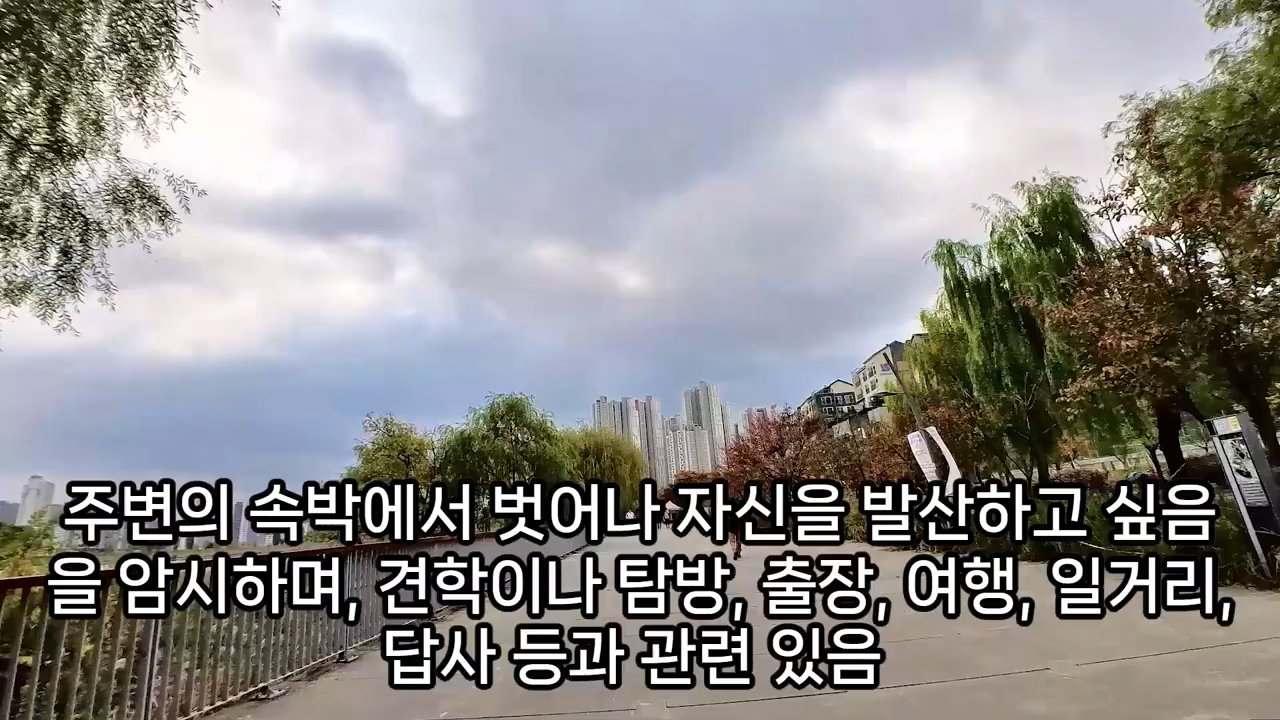 주변의 속박에서 벗어나 자신을 발산하고 싶음
을 암시하며, 견학이나 탐방, 출장, 여행, 일거리,
답사 등과 관련 있음